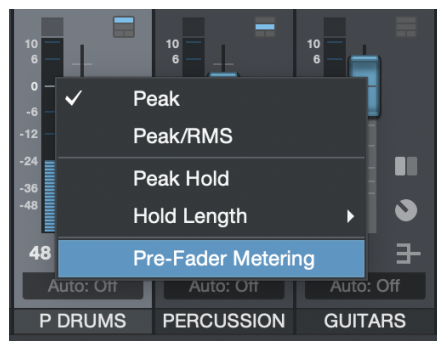 10 10 10
6 6 6
0 ✓ Peak
-6
-12 Peak/RMS
-24 Peak Hold
-36
-48 Hold Length
48 Pre-Fader Metering
Auto: Off Auto: Off Auto: Off
P DRUMS PERCUSSION GUITARS